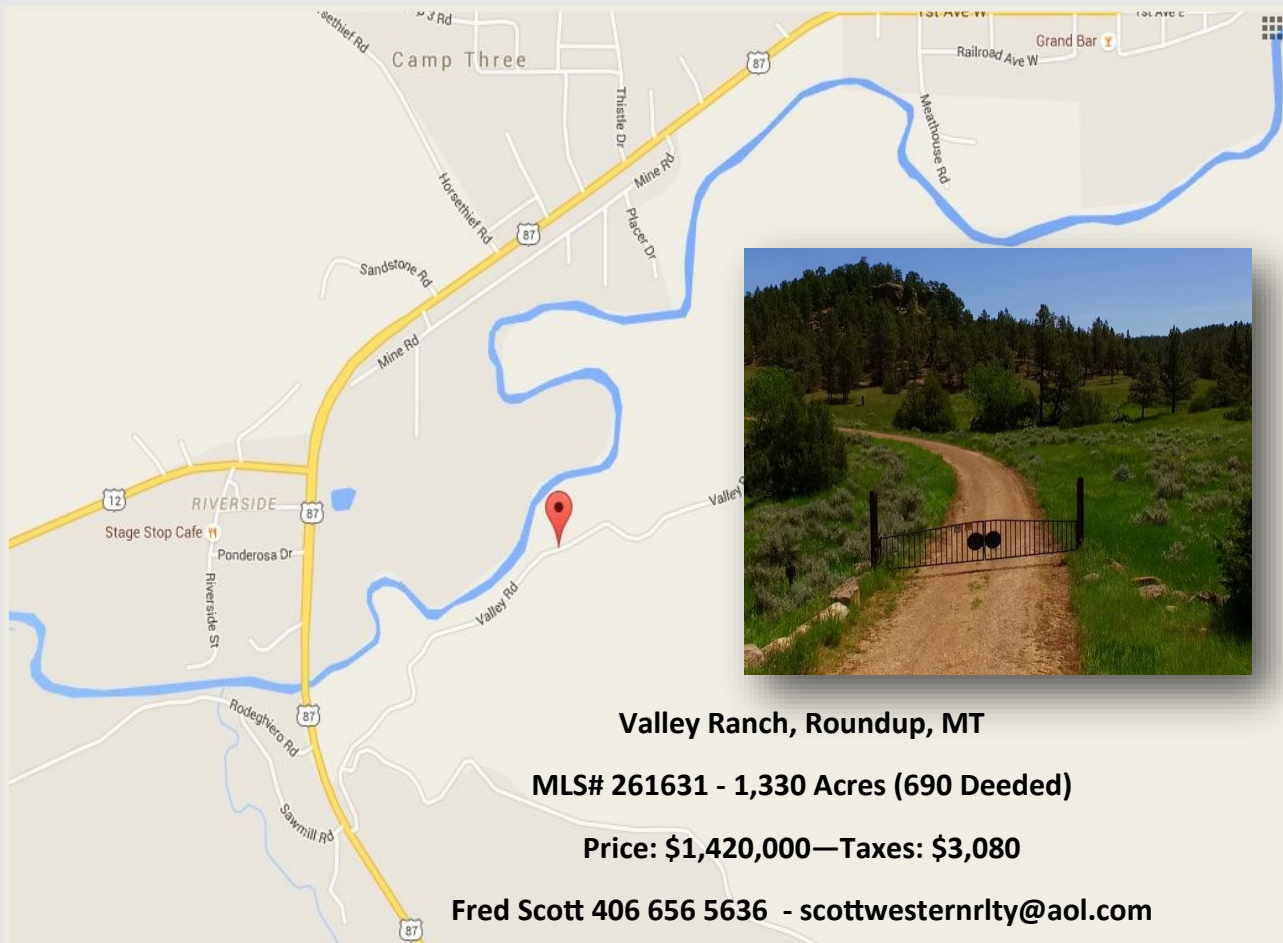 1st Ave W
1st Ave E
Grand Bar
Railroad Ave W
Camp Three
87
Thistle Dr
Meathouse Rd
Mine Rd
Horsethief Rd
Placer Dr
87
Sandstone Rd
Mine Rd
12
RIVERSIDE
87
Stage Stop Cafe
Ponderosa Dr
Valley
Riverside St
Valley Rd
87
Rodeghiero Rd
Sawmill Rd
87
Valley Ranch, Roundup, MT
MLS# 261631 - 1,330 Acres (690 Deeded)
Price: $1,420,000—Taxes: $3,080
Fred Scott 406 656 5636 - scottwesternrlty@aol.com